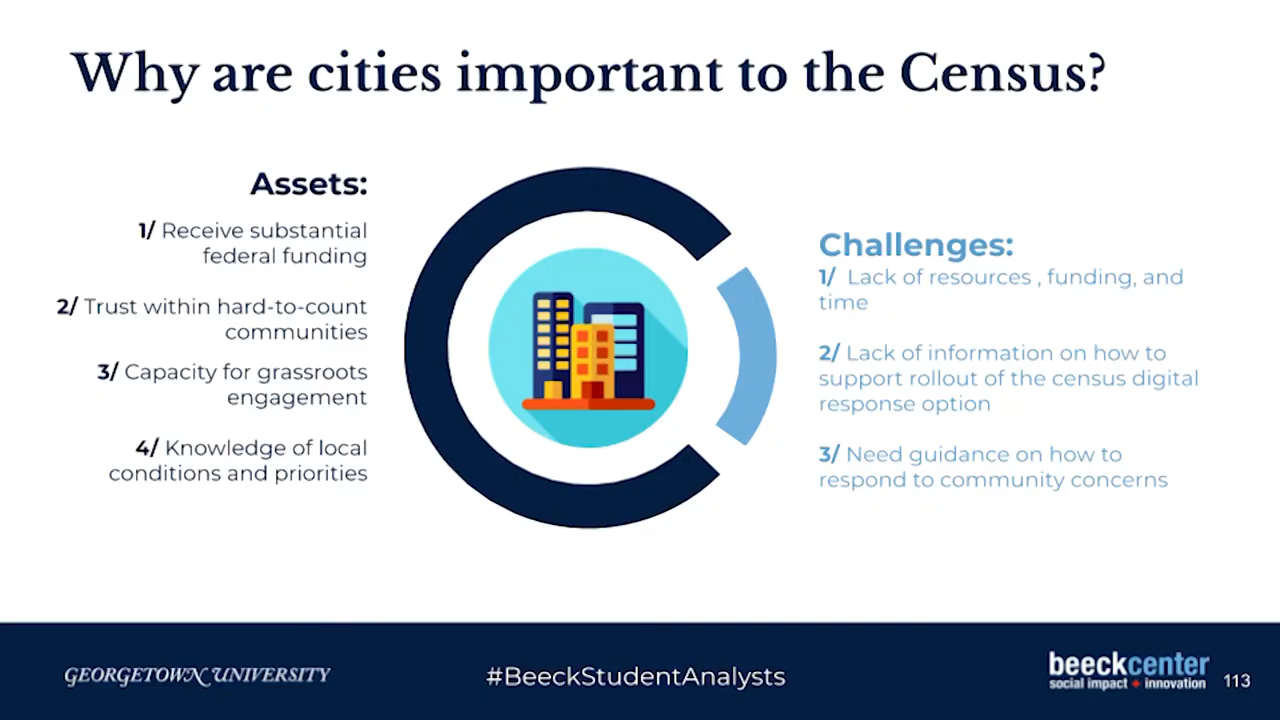 Why are cities important to the Census?
Assets:
1/ Receive substantial
federal funding
2/ Trust within hard-to-count
communities
3/ Capacity for grassroots
engagement
4/ Knowledge of local
conditions and priorities
Challenges:
1/ Lack of resources , funding, and
time
2/ Lack of information on how to
support rollout of the census digital
response option
3/ Need guidance on how to
respond to community concerns
GEORGETOWN UNIVERSITY
#BeeckStudentAnalysts
beeckcenter
social impact + innovation
113